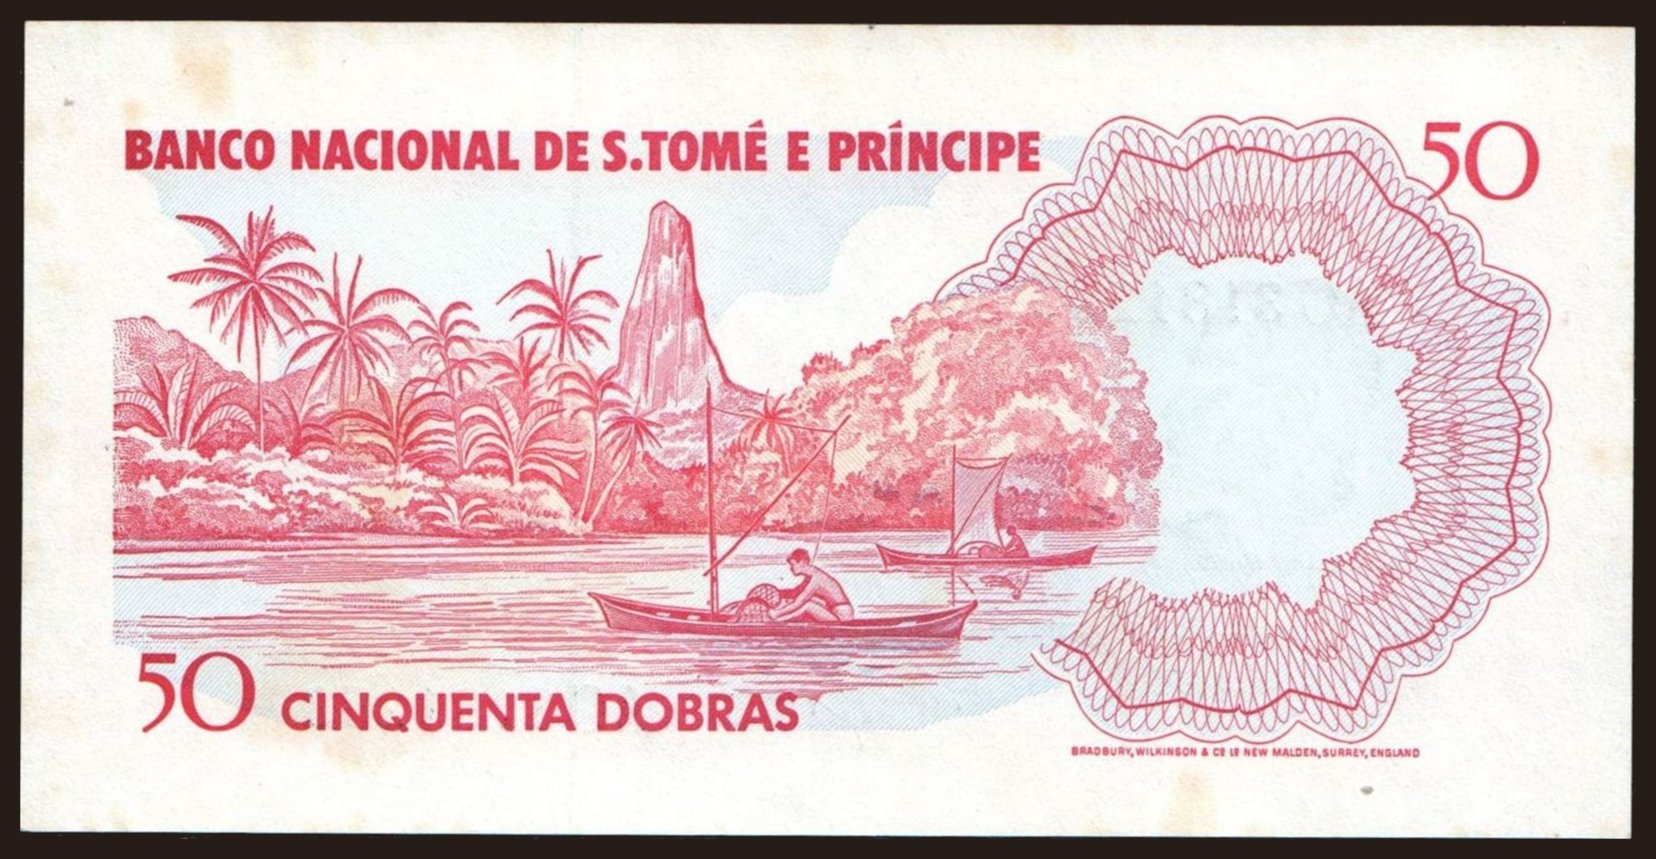 BANCO NACIONAL DE S.TOMÉ E PRÍNCIPE
50
50 CINQUENTA DOBRAS
BRADBURY, WILKINSON & Cº Lº NEW MALDEN, SURREY, ENGLAND